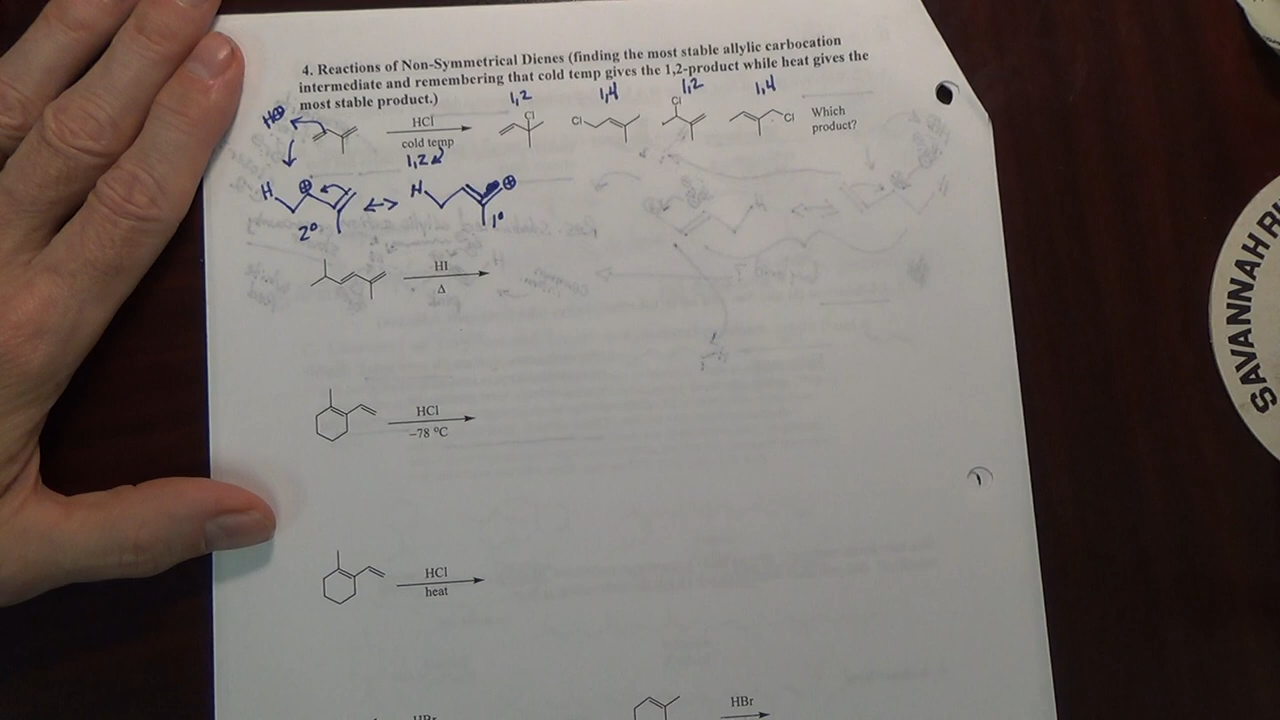 4. Reactions of Non-Symmetrical Dienes (finding the most stable allylic carbocation
intermediate and remembering that cold temp gives the 1,2-product while heat gives the
most stable product.)
1,2 1,4 1,2 1,4
H⊕
HCl
cold temp
1,2
Cl
Cl
Cl
Cl
Which
product?
H ⊕ H ⊕
2° 1°
HI
Δ
HCl
–78 °C
HCl
heat
HBr
HBr
SAVANNAH